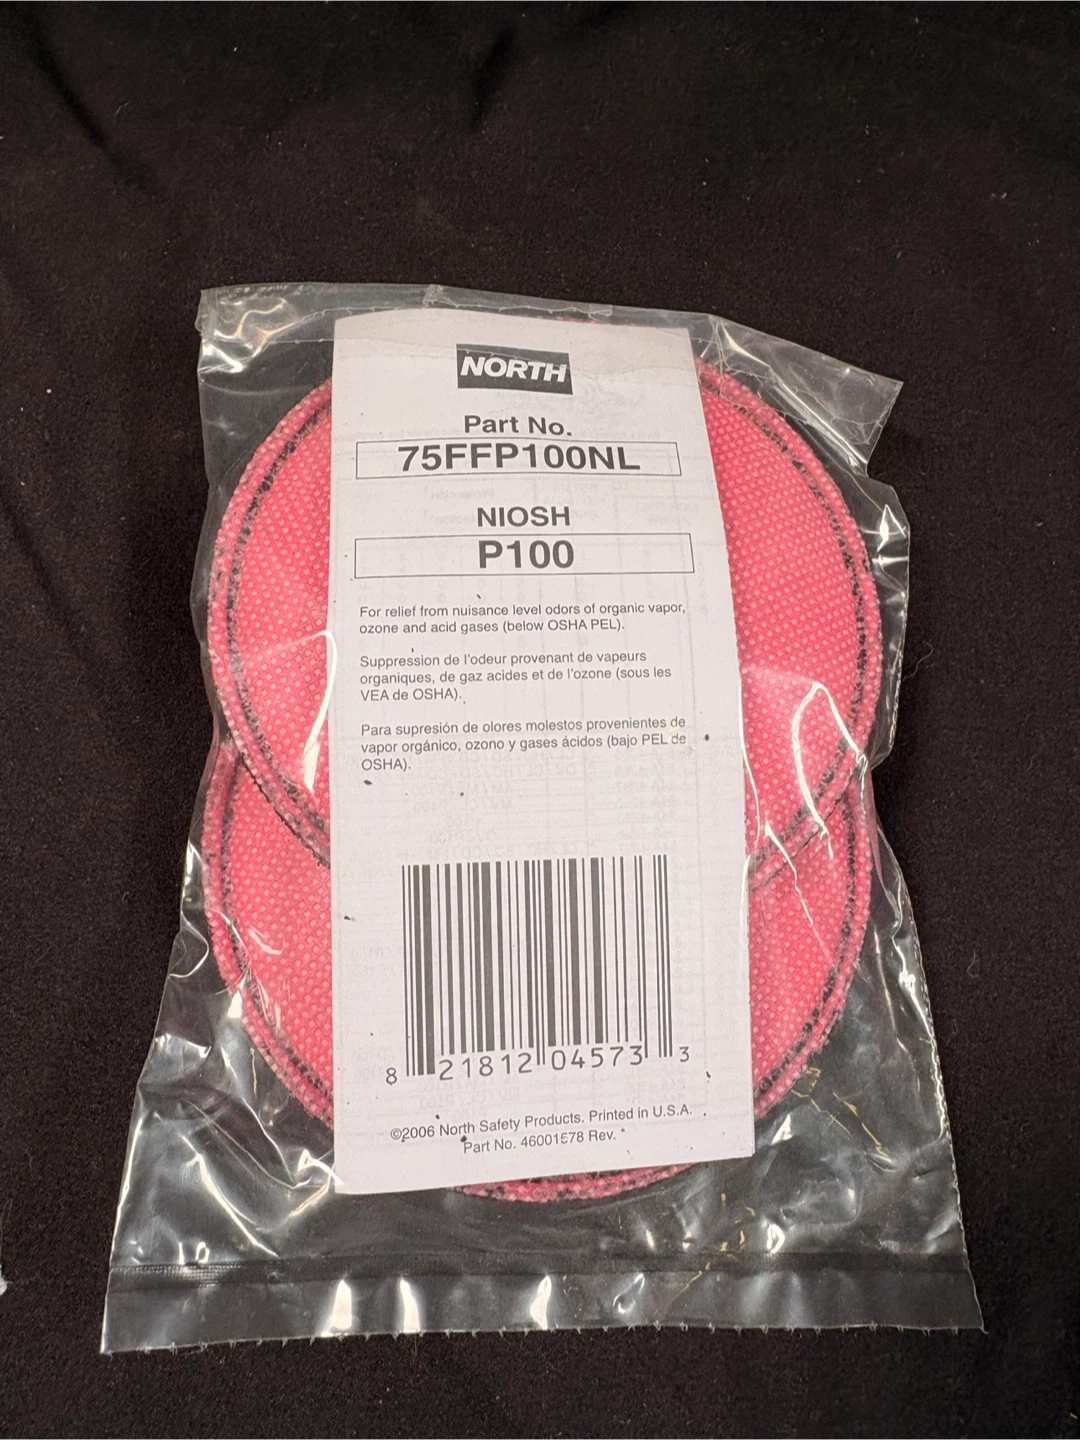 NORTH
Part No.
75FFP100NL
NIOSH
P100
For relief from nuisance level odors of organic vapor,
ozone and acid gases (below OSHA PEL).
Suppression de l'odeur provenant de vapeurs
organiques, de gaz acides et de l'ozone (sous les
VEA de OSHA).
Para supresión de olores molestos provenientes de
vapor orgánico, ozono y gases ácidos (bajo PEL de
OSHA).
8 21812 04573 3
©2006 North Safety Products. Printed in U.S.A.
Part No. 46001578 Rev.